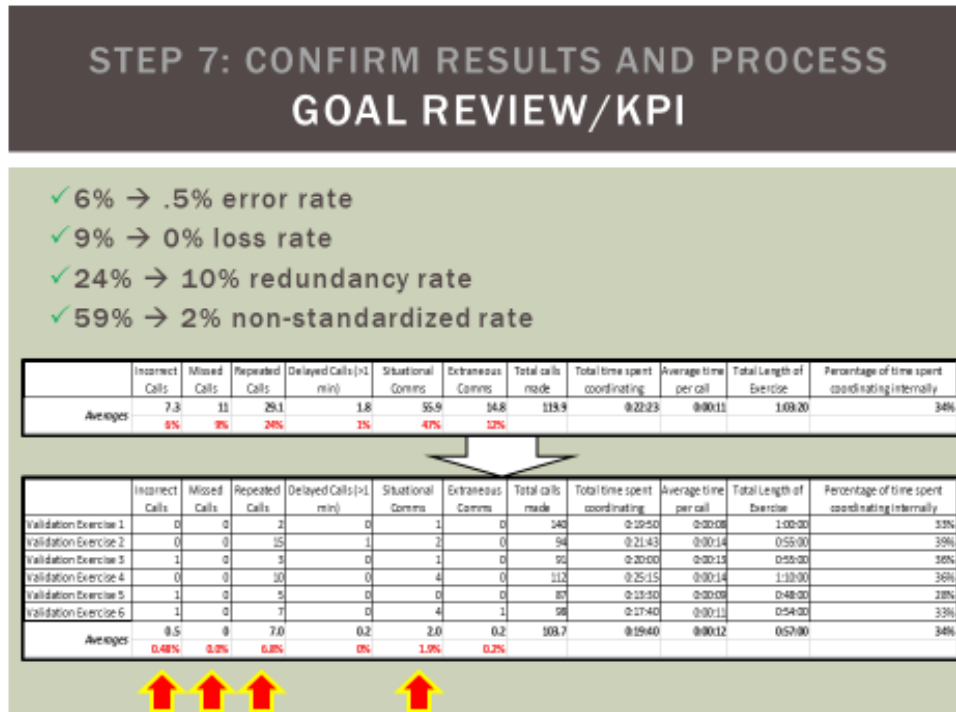 STEP 7: CONFIRM RESULTS AND PROCESS
GOAL REVIEW/KPI
✓6% → .5% error rate
✓9% → 0% loss rate
✓24% → 10% redundancy rate
✓59% → 2% non-standardized rate
Incorrect Calls Missed Calls Repeated Calls Delayed Calls (>1 min) Situational Comms Extraneous Comms Total calls made Total time spent coordinating Average time per call Total Length of Exercise Percentage of time spent coordinating internally
Averages 7.3 11 29.1 1.8 55.9 14.8 119.9 0:22:23 0:00:11 1:03:20 34%
6% 9% 24% 1% 47% 12%
Incorrect Calls Missed Calls Repeated Calls Delayed Calls (>1 min) Situational Comms Extraneous Comms Total calls made Total time spent coordinating Average time per call Total Length of Exercise Percentage of time spent coordinating internally
Validation Exercise 1 0 0 2 0 1 0 140 0:19:50 0:00:08 1:00:00 33%
Validation Exercise 2 0 0 15 1 2 0 94 0:21:43 0:00:14 0:55:00 39%
Validation Exercise 3 1 0 3 0 1 0 91 0:20:00 0:00:13 0:55:00 36%
Validation Exercise 4 0 0 10 0 4 0 112 0:25:15 0:00:14 1:10:00 36%
Validation Exercise 5 1 0 5 0 0 0 87 0:13:30 0:00:09 0:48:00 28%
Validation Exercise 6 1 0 7 0 4 1 98 0:17:40 0:00:11 0:54:00 33%
Averages 0.5 0 7.0 0.2 2.0 0.2 103.7 0:19:40 0:00:12 0:57:00 34%
0.48% 0.0% 6.8% 0% 1.9% 0.2%